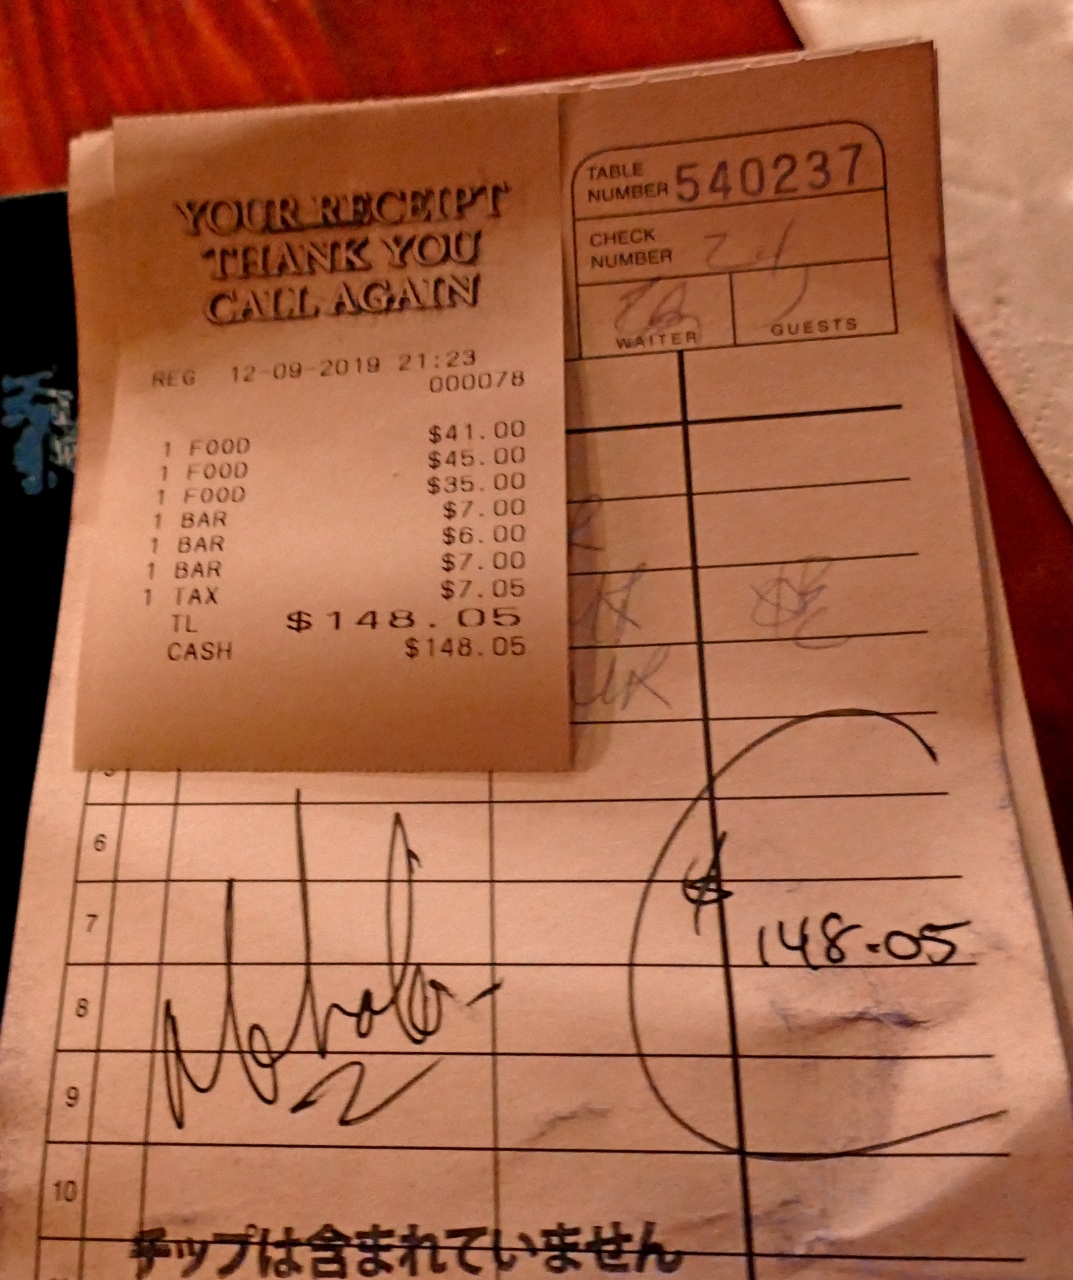 YOUR RECEIPT
THANK YOU
CALL AGAIN
REG 12-09-2019 21:23
000078
1 FOOD $41.00
1 FOOD $45.00
1 FOOD $35.00
1 BAR $7.00
1 BAR $6.00
1 BAR $7.00
1 TAX $7.05
TL $148.05
CASH $148.05
TABLE NUMBER 540237
CHECK NUMBER
WAITER
GUESTS
6
7
$ 148.05
8
9
10
チップは含まれていません